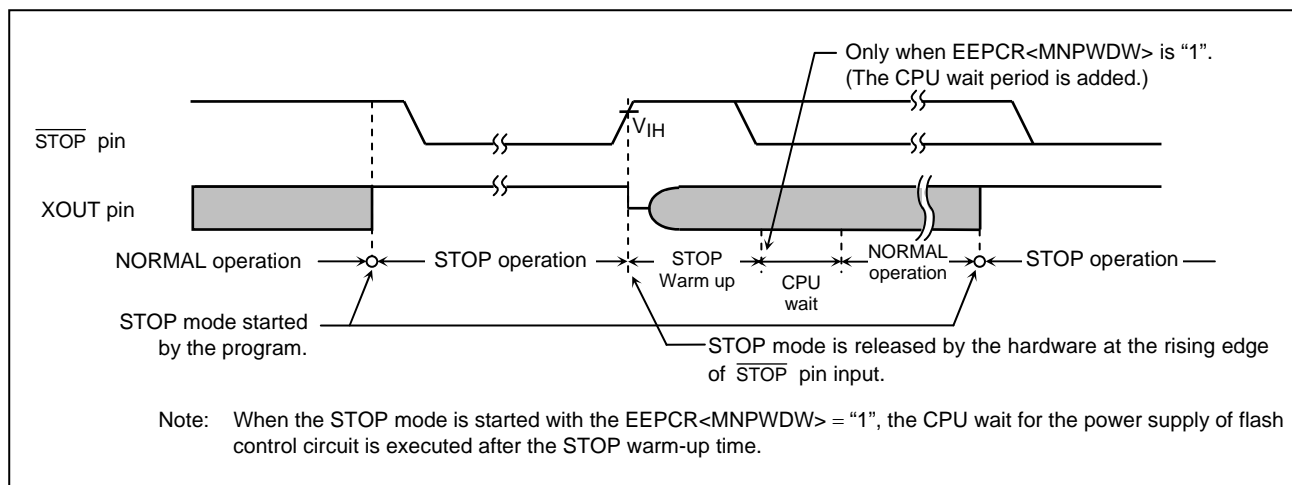 Only when EEPCR<MNPWDW> is “1”.
(The CPU wait period is added.)
STOP pin
VIH
XOUT pin
NORMAL operation
STOP operation
STOP
Warm up
CPU
wait
NORMAL
operation
STOP operation
STOP mode started
by the program.
STOP mode is released by the hardware at the rising edge
of STOP pin input.
Note: When the STOP mode is started with the EEPCR<MNPWDW> = “1”, the CPU wait for the power supply of flash
control circuit is executed after the STOP warm-up time.